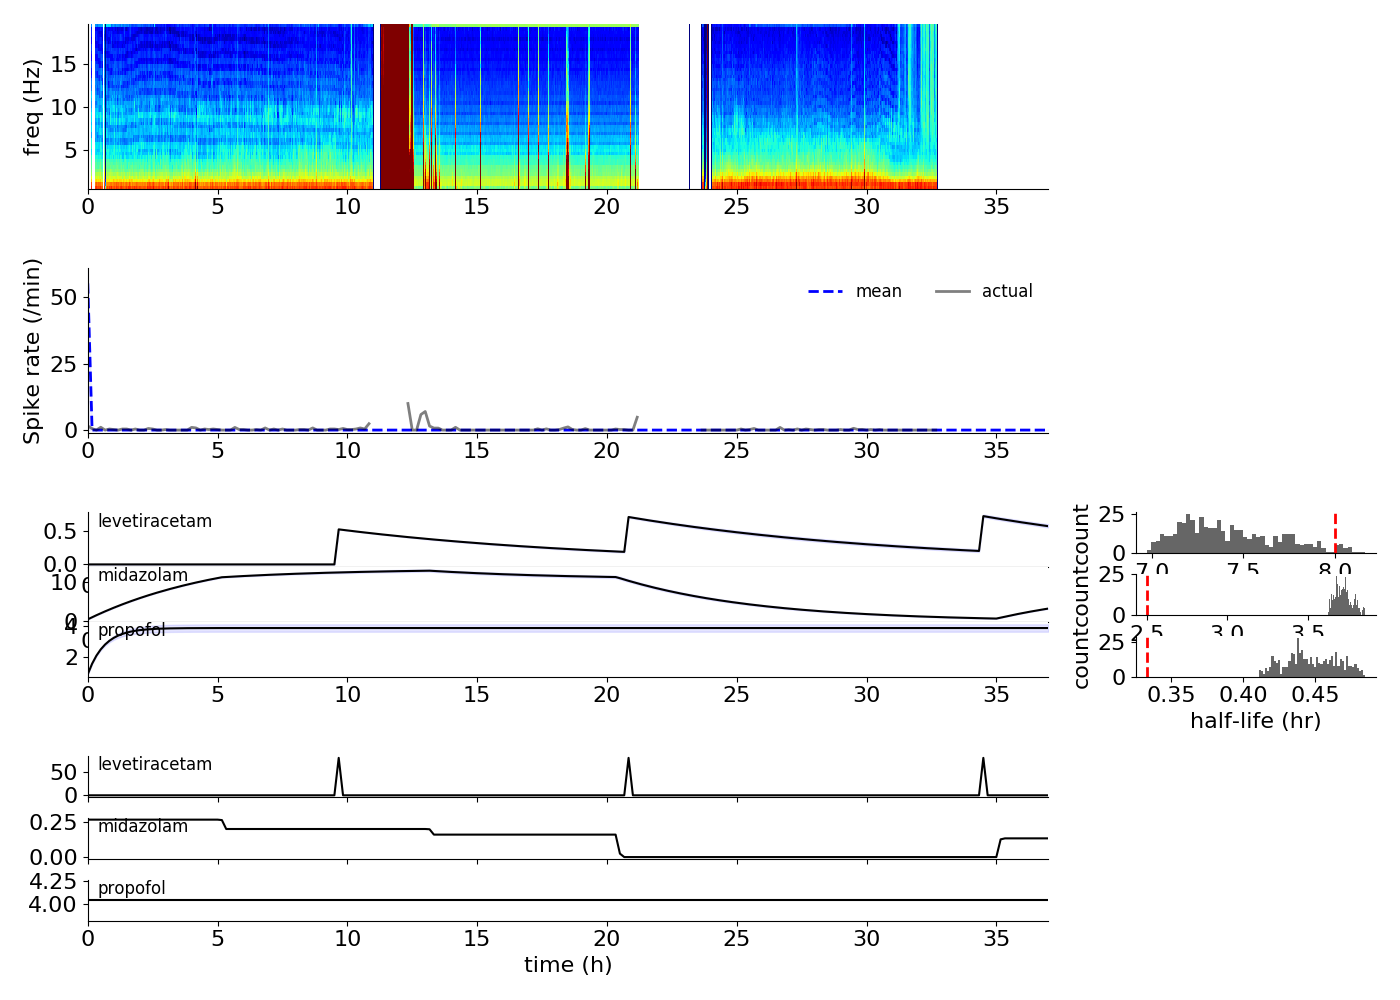 freq (Hz)
15
10
5
0 5 10 15 20 25 30 35
Spike rate (/min)
50
25
0
mean actual
0 5 10 15 20 25 30 35
levetiracetam
0.5
0.0
midazolam
10
0
propofol
4
2
0 5 10 15 20 25 30 35
count
25
0
7.0 7.5 8.0
count
25
0
2.5 3.0 3.5
count
25
0
0.35 0.40 0.45
half-life (hr)
levetiracetam
50
0
midazolam
0.25
0.00
propofol
4.25
4.00
0 5 10 15 20 25 30 35
time (h)